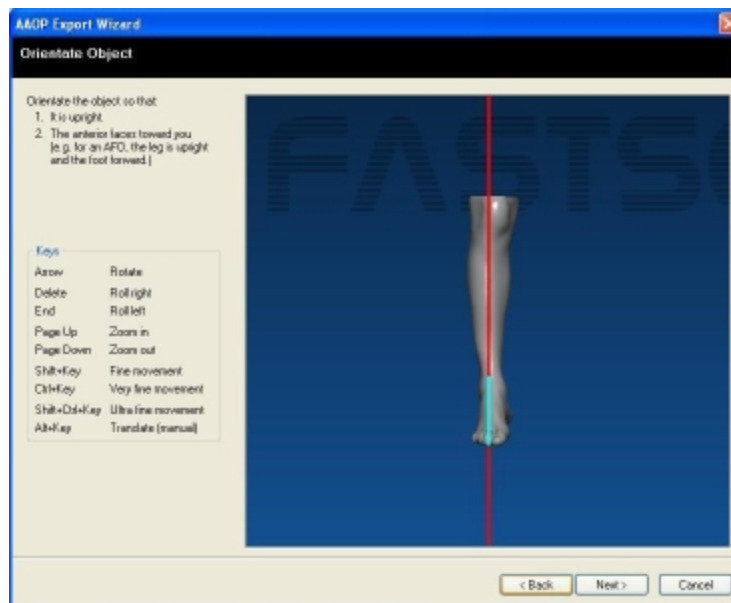 AAOP Export Wizard
Orientate Object
Orientate the object so that:
1. It is upright.
2. The anterior faces toward you
(e.g. for an AFO, the leg is upright
and the foot forward.)
FASTSC
Keys
Arrow Rotate
Delete Roll right
End Roll left
Page Up Zoom in
Page Down Zoom out
Shift+Key Fine movement
Ctrl+Key Very fine movement
Shift+Ctrl+Key Ultra fine movement
Alt+Key Translate (manual)
< Back Next > Cancel